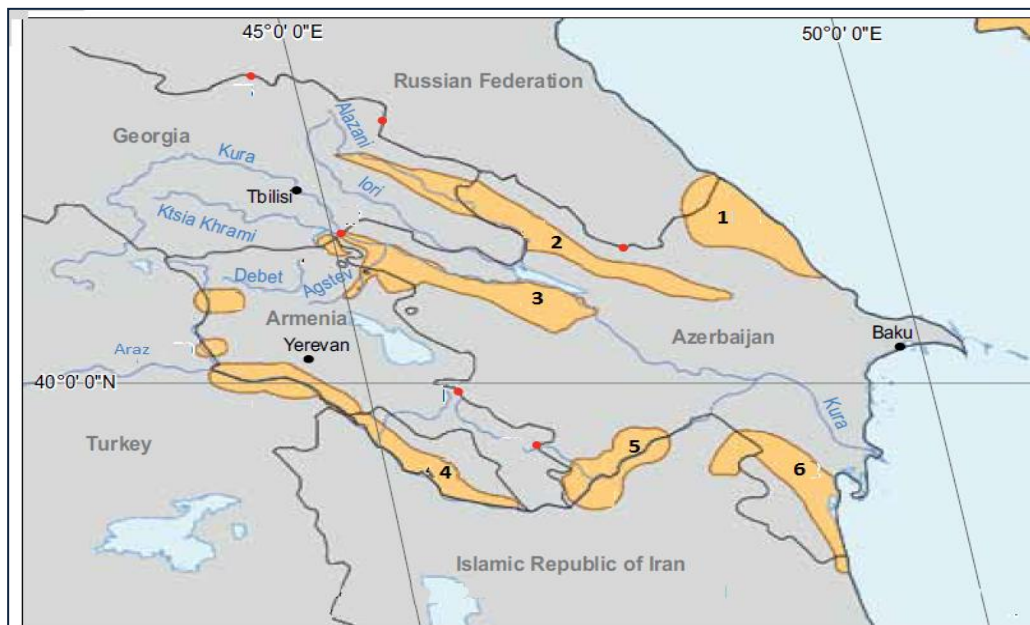 45°0' 0"E
50°0' 0"E
Russian Federation
Georgia
Alazani
Kura
Iori
Tbilisi
Ktsia Khrami
1
2
Debet
Agstev
3
Armenia
Azerbaijan
Baku
Yerevan
Araz
40°0' 0"N
Kura
Turkey
5
4
6
Islamic Republic of Iran